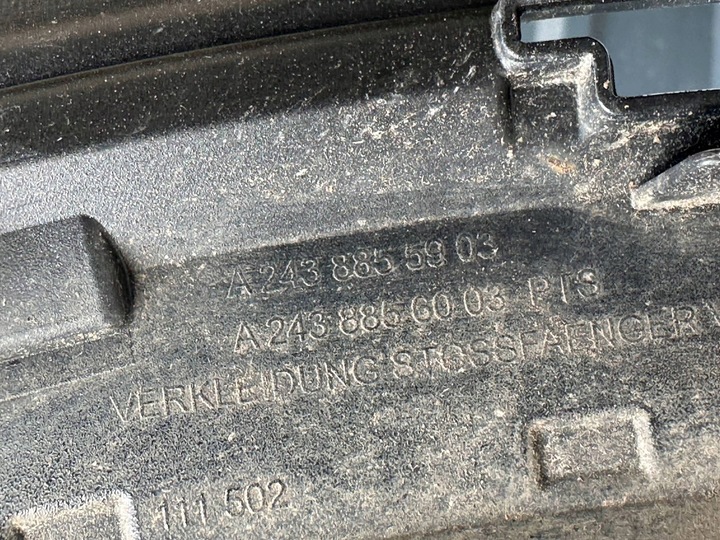 A 243 885 59 03
A 243 885 60 03 PTS
VERKLEIDUNG STOSSFAENGER V
111 502